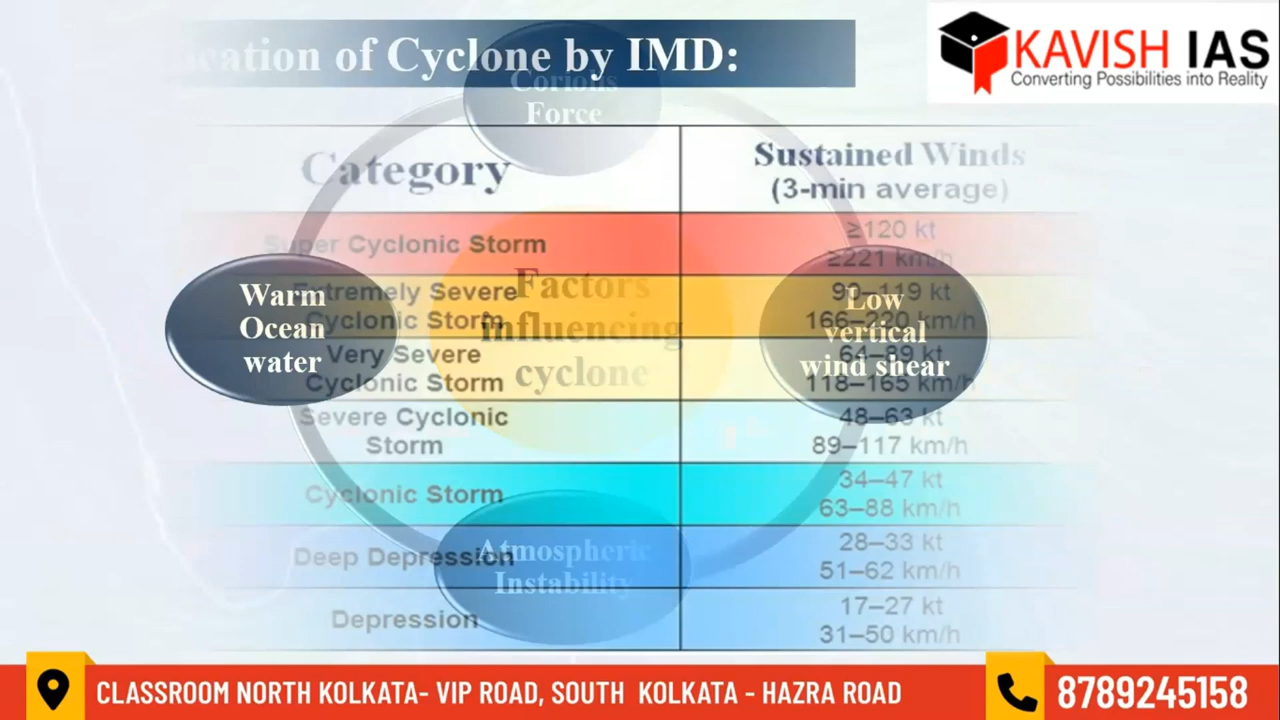 cation of Cyclone by IMD:
KAVISH IAS
Converting Possibilities into Reality
Coriolis
Force
Category
Sustained Winds
(3-min average)
Super Cyclonic Storm
≥120 kt
≥221 km/h
Extremely Severe
Cyclonic Storm
90–119 kt
166–220 km/h
Very Severe
Cyclonic Storm
64–89 kt
118–165 km/h
Severe Cyclonic
Storm
48–63 kt
89–117 km/h
Cyclonic Storm
34–47 kt
63–88 km/h
Deep Depression
28–33 kt
51–62 km/h
Depression
17–27 kt
31–50 km/h
Factors
influencing
cyclone
Warm
Ocean
water
Low
vertical
wind shear
Atmospheric
Instability
CLASSROOM NORTH KOLKATA- VIP ROAD, SOUTH KOLKATA - HAZRA ROAD
8789245158